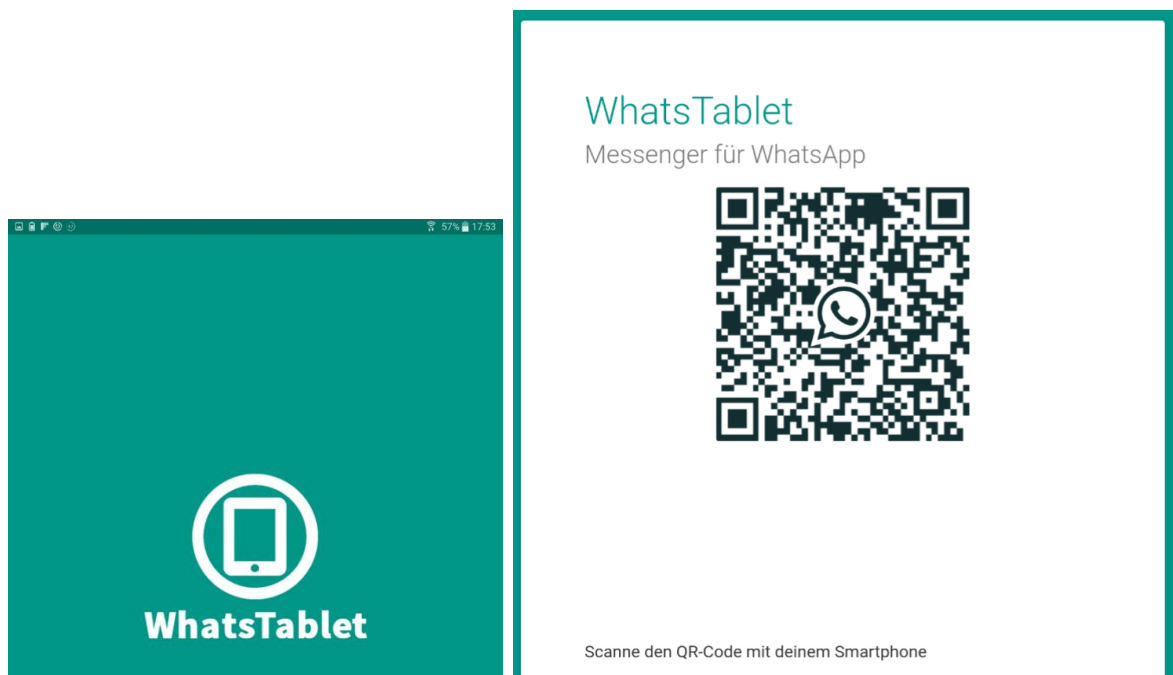 57% 17:53
WhatsTablet
WhatsTablet
Messenger für WhatsApp
Scanne den QR-Code mit deinem Smartphone